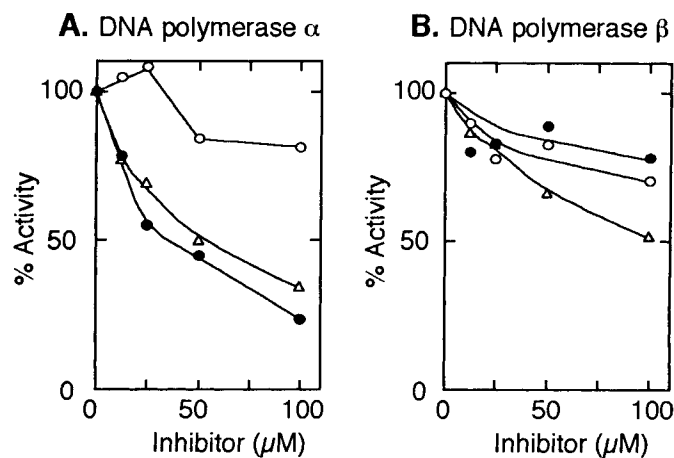 A. DNA polymerase α
% Activity
100
50
0
0 50 100
Inhibitor (µM)
B. DNA polymerase β
% Activity
100
50
0
0 50 100
Inhibitor (µM)